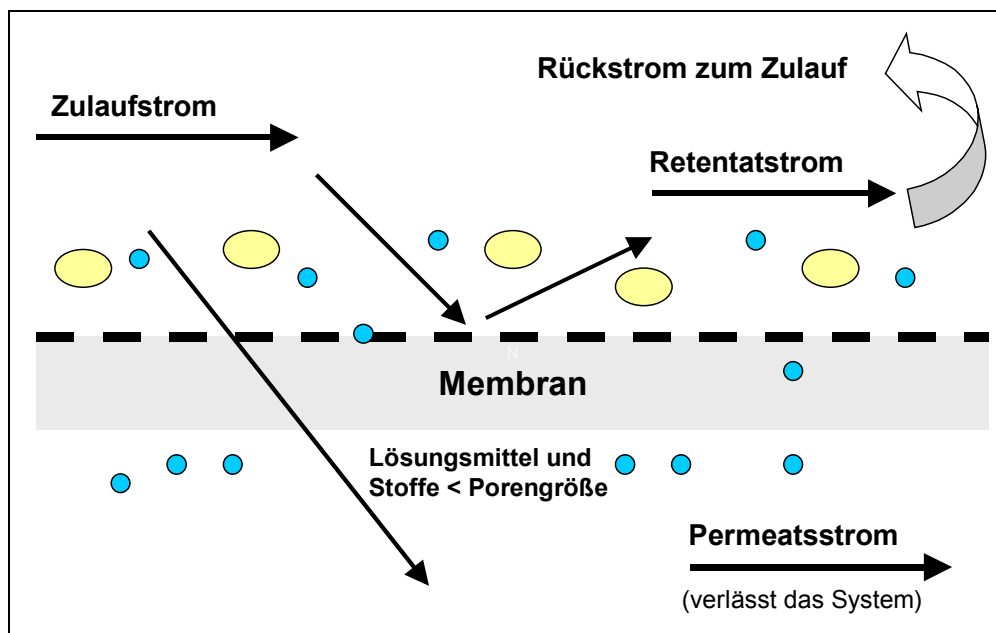 Rückstrom zum Zulauf
Zulaufstrom
Retentatstrom
N
Membran
Lösungsmittel und
Stoffe < Porengröße
Permeatsstrom
(verlässt das System)